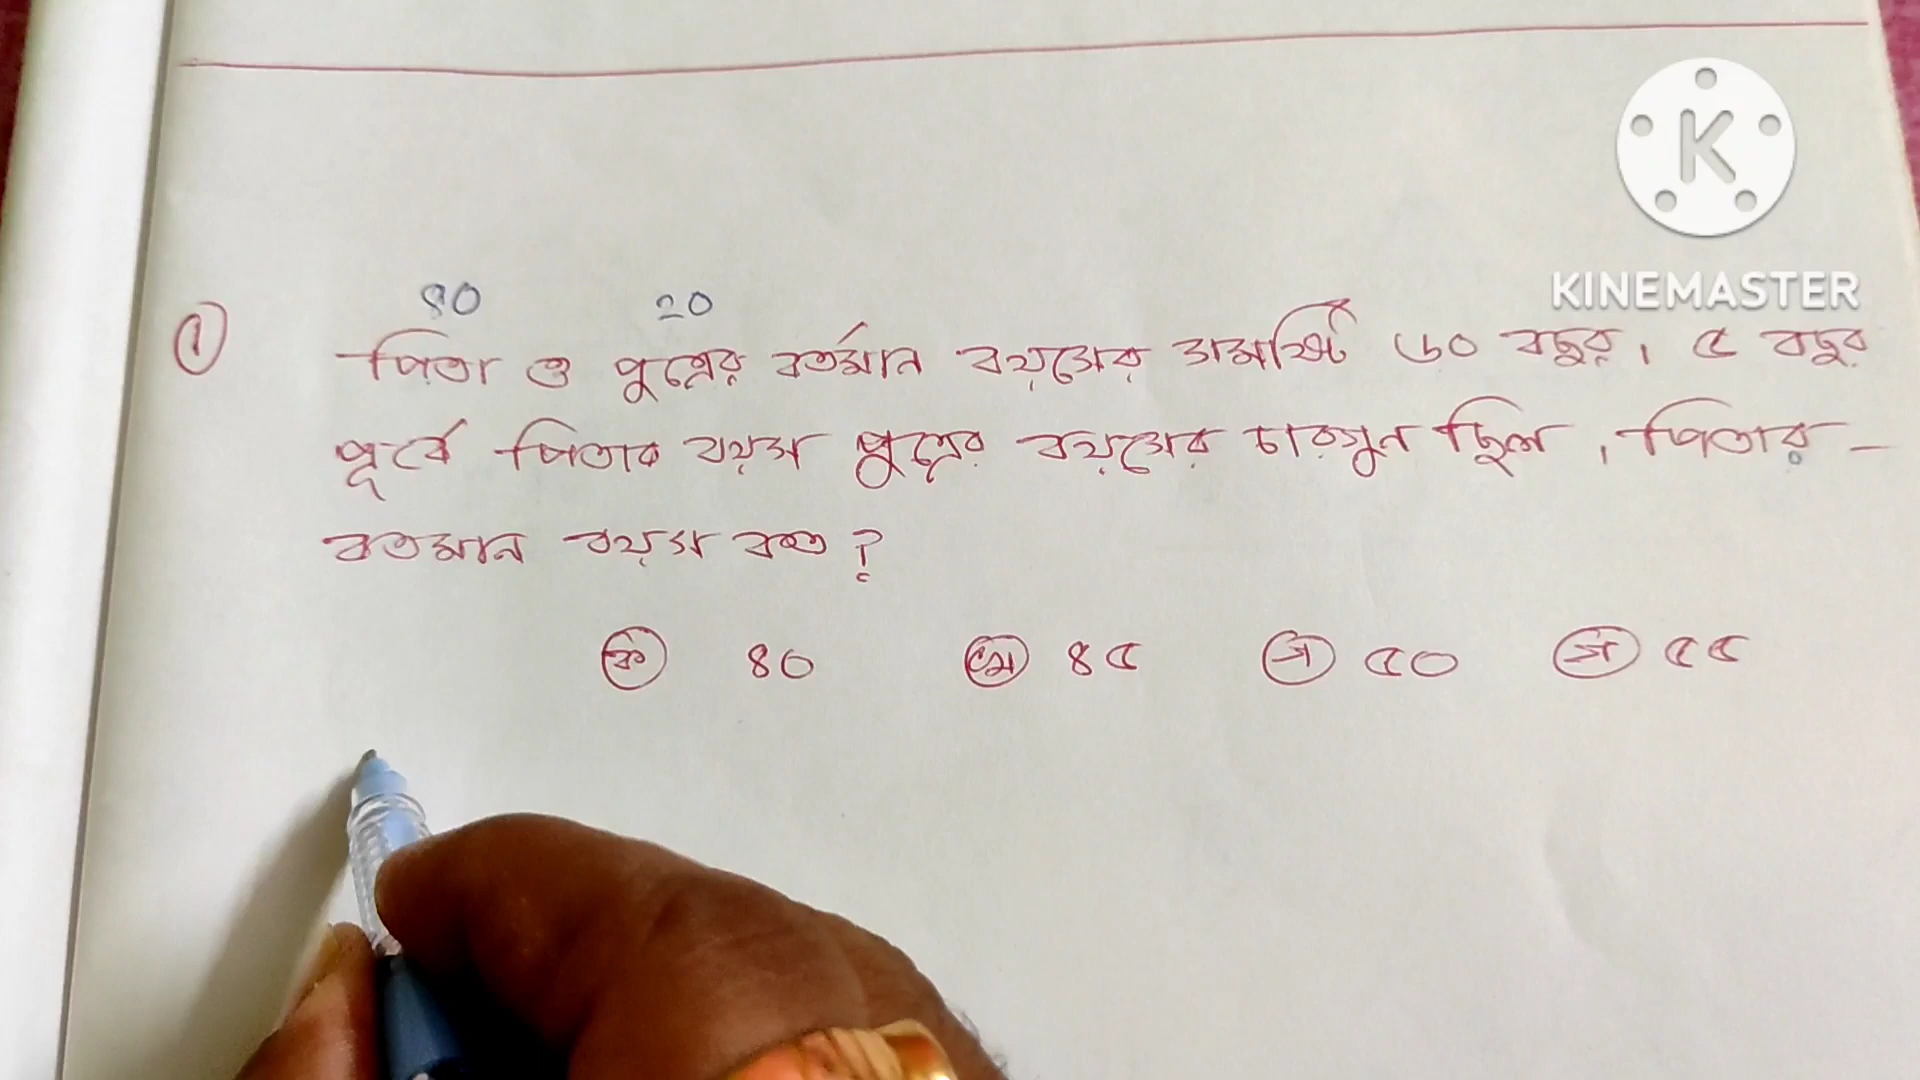 KINEMASTER
৪০ ২০
① পিতা ও পুত্রের বর্তমান বয়সের সমষ্টি ৬০ বছর, ৫ বছর
পূর্বে পিতার বয়স পুত্রের বয়সের চারগুন ছিল, পিতার -
বর্তমান বয়স কত?
ক ৪০ খ ৪৫ গ ৫০ ঘ ৫৫